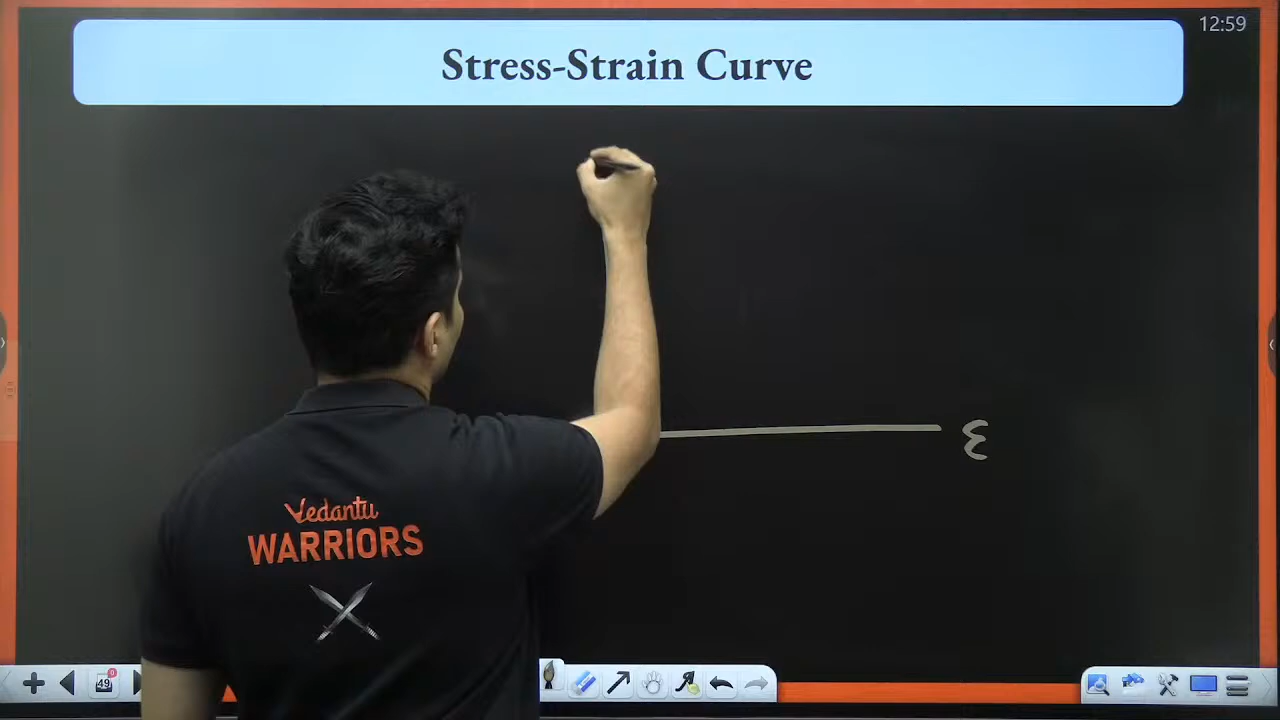 12:59
Stress-Strain Curve
ε
Vedantu
WARRIORS
49